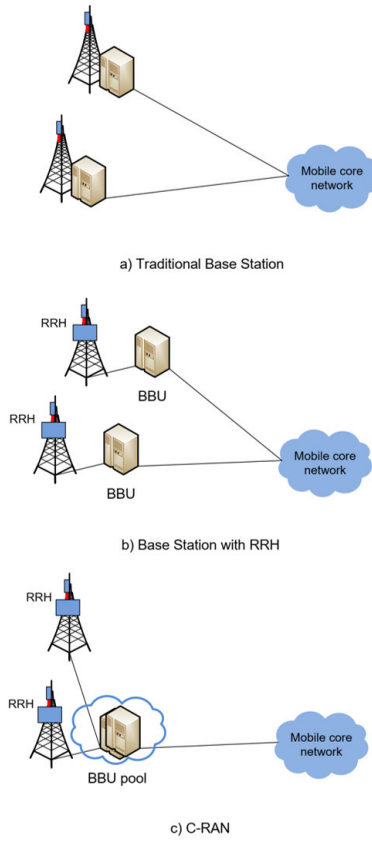 Mobile core
network
a) Traditional Base Station
RRH
BBU
RRH
BBU
Mobile core
network
b) Base Station with RRH
RRH
RRH
BBU pool
Mobile core
network
c) C-RAN